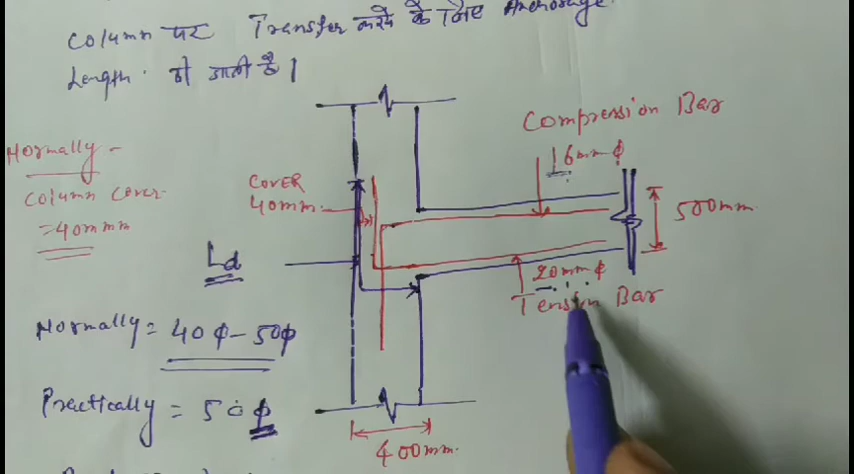 Column पर Transfer करने के लिए Anchorage
Length. दी जाती है।
Compression Bar
Normally -
16mm ϕ
Column Cover
= 40mm
COVER
40mm.
500mm.
Ld
20mm ϕ
Tension Bar
Normally = 40ϕ - 50ϕ
Practically = 50ϕ
400mm.